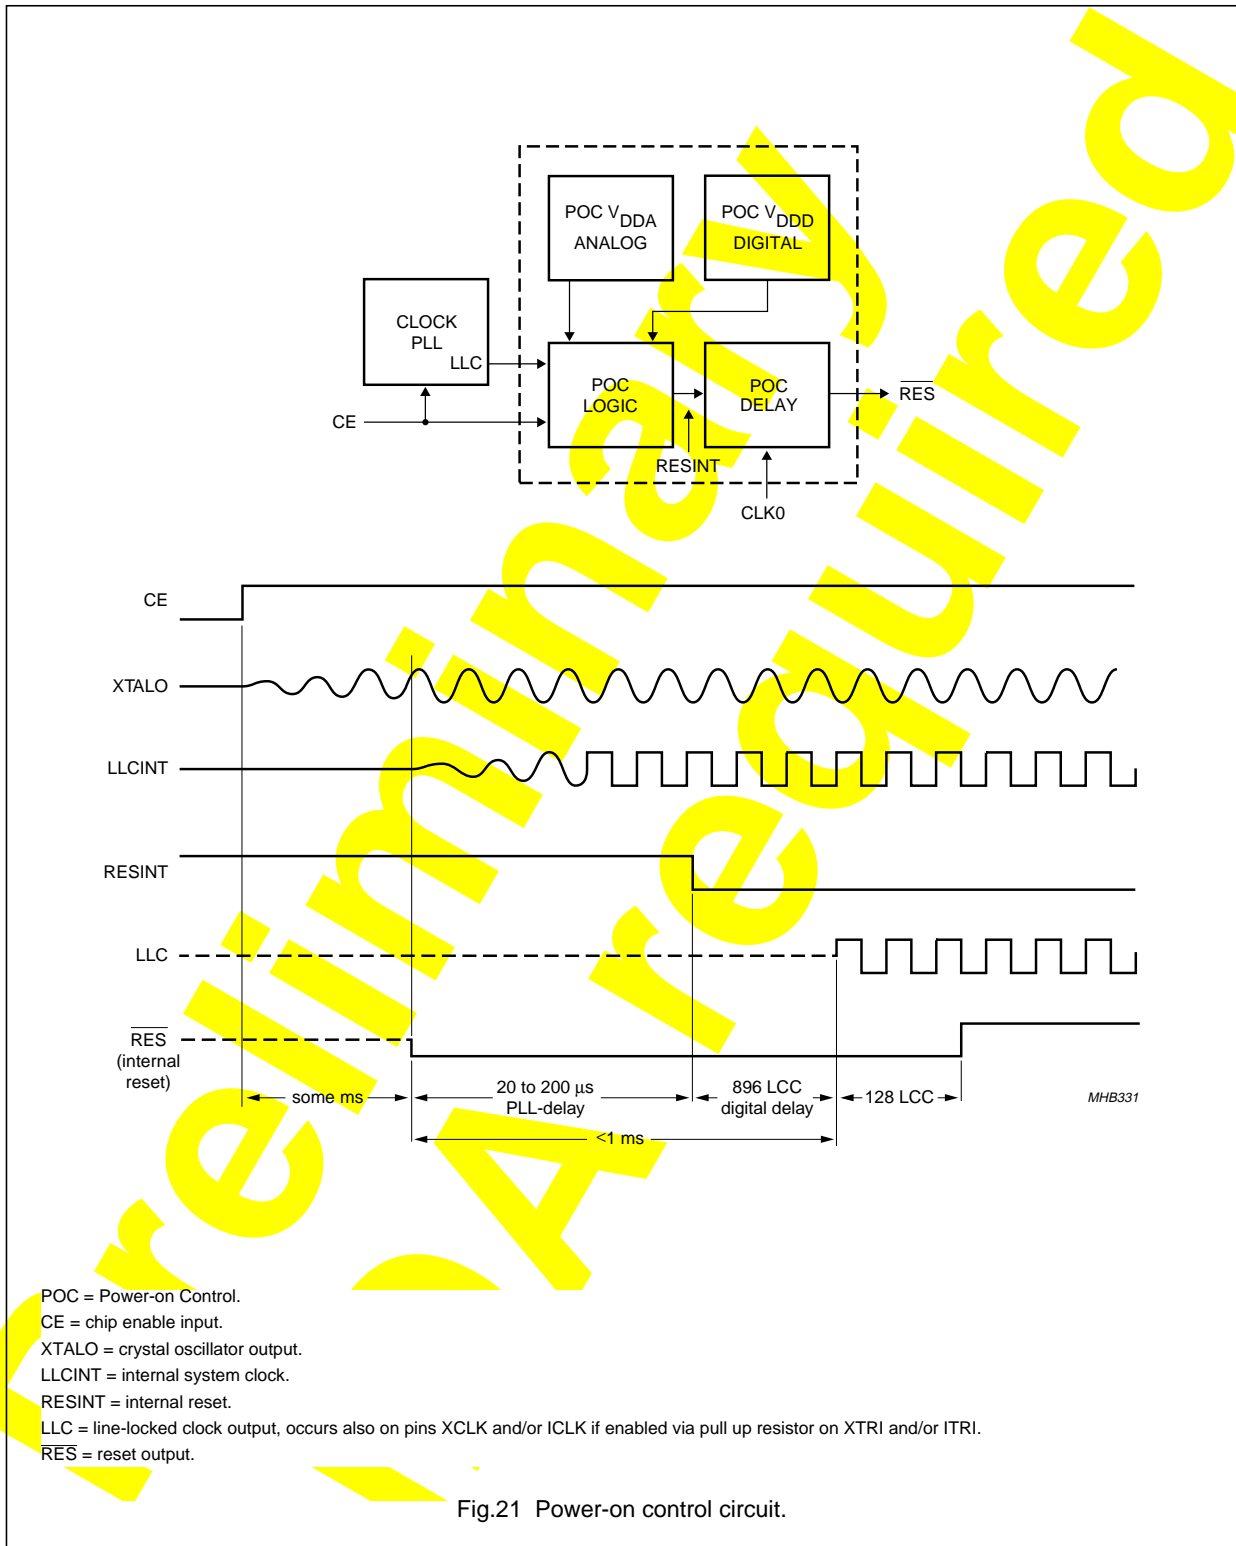 POC VDDA
ANALOG
POC VDDD
DIGITAL
CLOCK
PLL
LLC
POC
LOGIC
POC
DELAY
RES
CE
RESINT
CLK0
CE
XTALO
LLCINT
RESINT
LLC
RES
(internal
reset)
some ms
20 to 200 µs
PLL-delay
896 LCC
digital delay
128 LCC
<1 ms
MHB331
POC = Power-on Control.
CE = chip enable input.
XTALO = crystal oscillator output.
LLCINT = internal system clock.
RESINT = internal reset.
LLC = line-locked clock output, occurs also on pins XCLK and/or ICLK if enabled via pull up resistor on XTRI and/or ITRI.
RES = reset output.
Fig.21 Power-on control circuit.
Preliminary
required